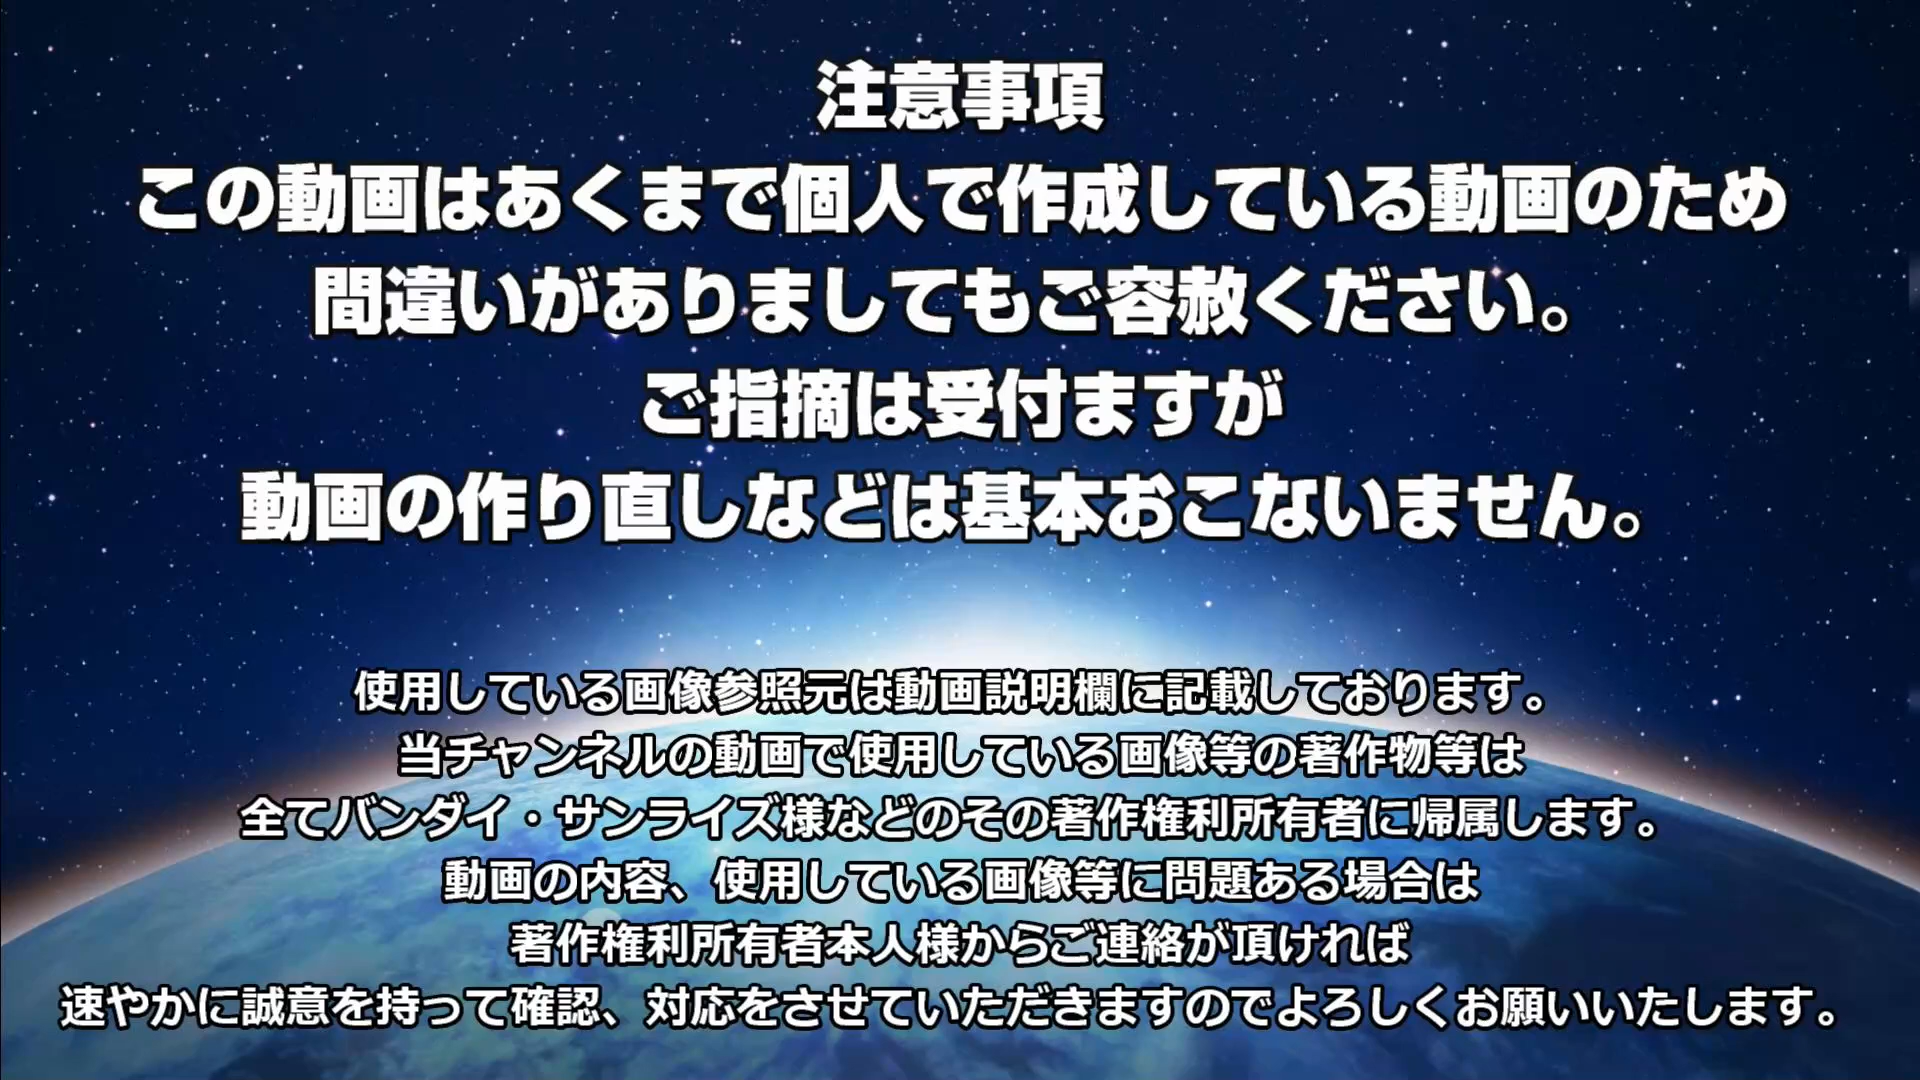 注意事項
この動画はあくまで個人で作成している動画のため
間違いがありましてもご容赦ください。
ご指摘は受付ますが
動画の作り直しなどは基本おこないません。
使用している画像参照元は動画説明欄に記載しております。
当チャンネルの動画で使用している画像等の著作物等は
全てバンダイ・サンライズ様などのその著作権利所有者に帰属します。
動画の内容、使用している画像等に問題ある場合は
著作権利所有者本人様からご連絡が頂ければ
速やかに誠意を持って確認、対応をさせていただきますのでよろしくお願いいたします。